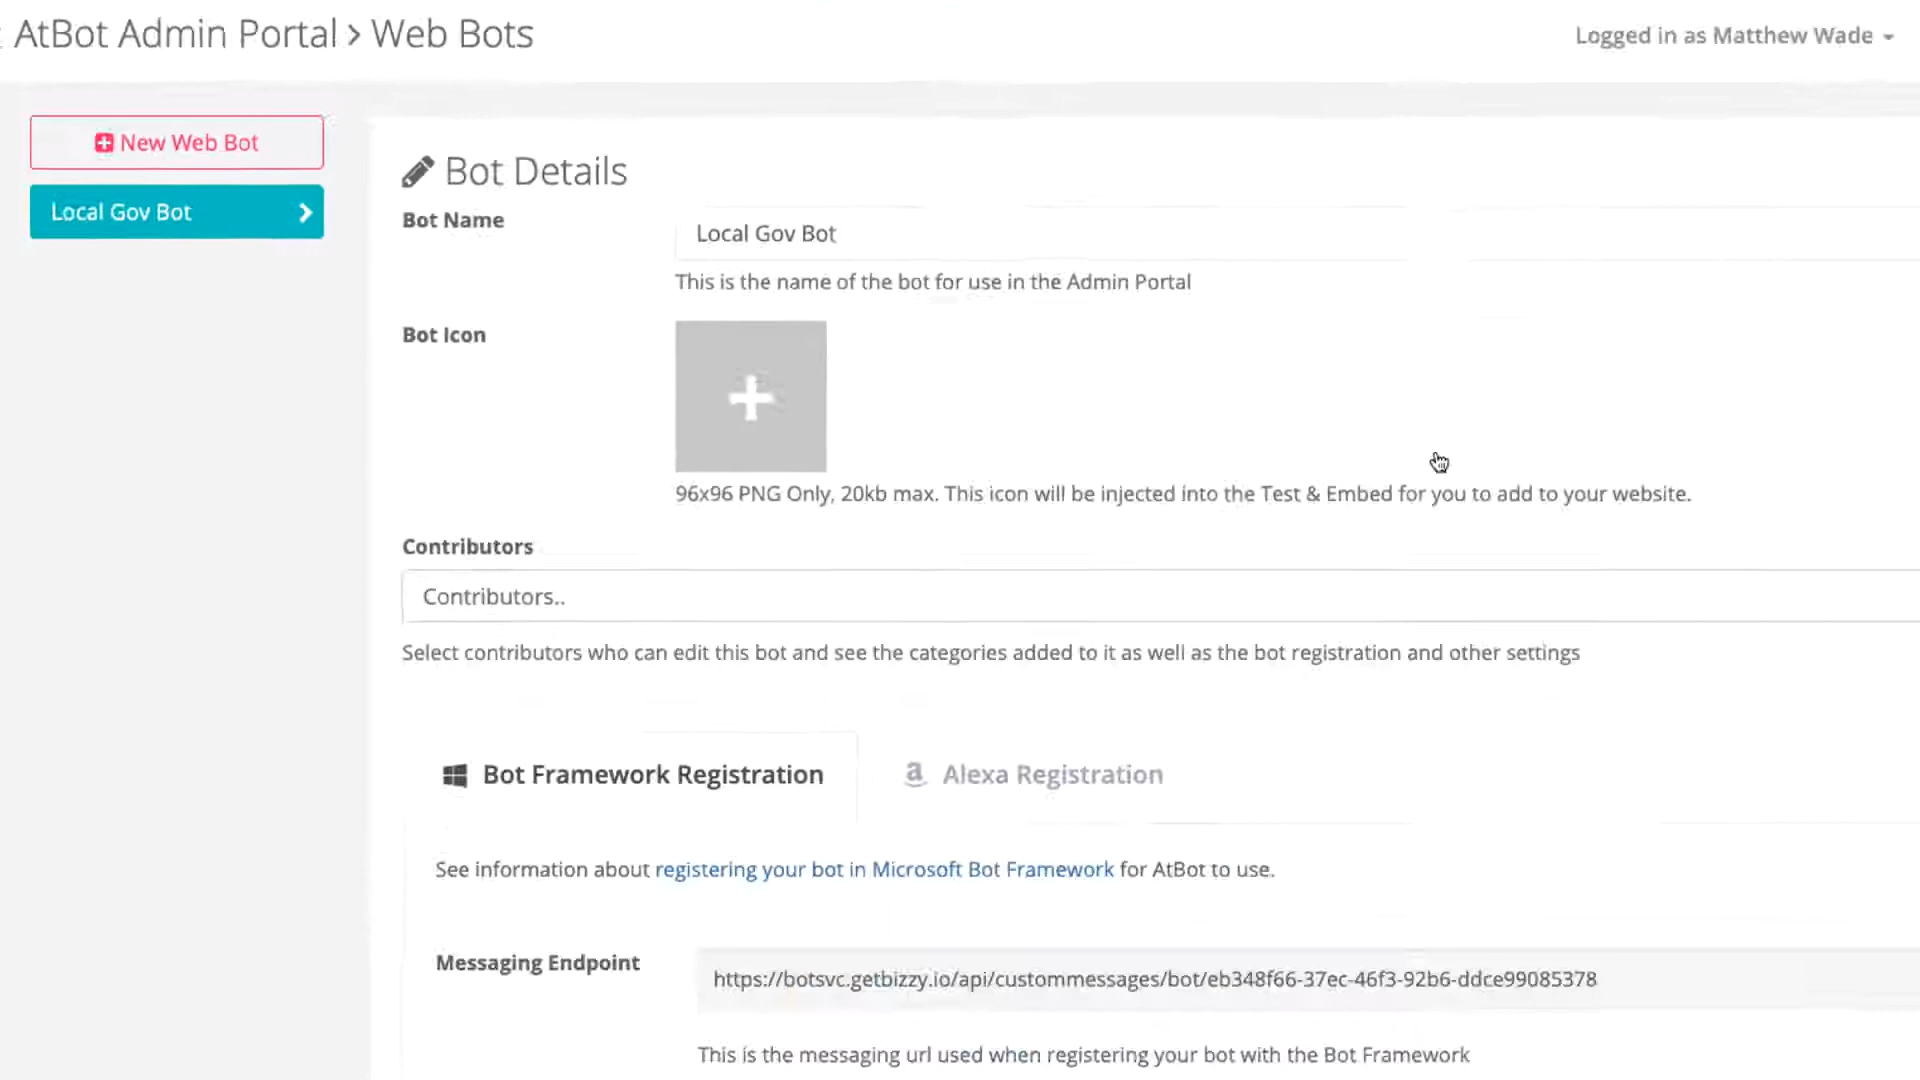 AtBot Admin Portal > Web Bots
Logged in as Matthew Wade
New Web Bot
Local Gov Bot
Bot Details
Bot Name
Local Gov Bot
This is the name of the bot for use in the Admin Portal
Bot Icon
96x96 PNG Only, 20kb max. This icon will be injected into the Test & Embed for you to add to your website.
Contributors
Contributors..
Select contributors who can edit this bot and see the categories added to it as well as the bot registration and other settings
Bot Framework Registration
Alexa Registration
See information about registering your bot in Microsoft Bot Framework for AtBot to use.
Messaging Endpoint
https://botsvc.getbizzy.io/api/custommessages/bot/eb348f66-37ec-46f3-92b6-ddce99085378
This is the messaging url used when registering your bot with the Bot Framework